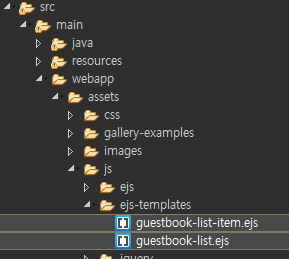 src
main
java
resources
webapp
assets
css
gallery-examples
images
js
ejs
ejs-templates
guestbook-list-item.ejs
guestbook-list.ejs
jquery